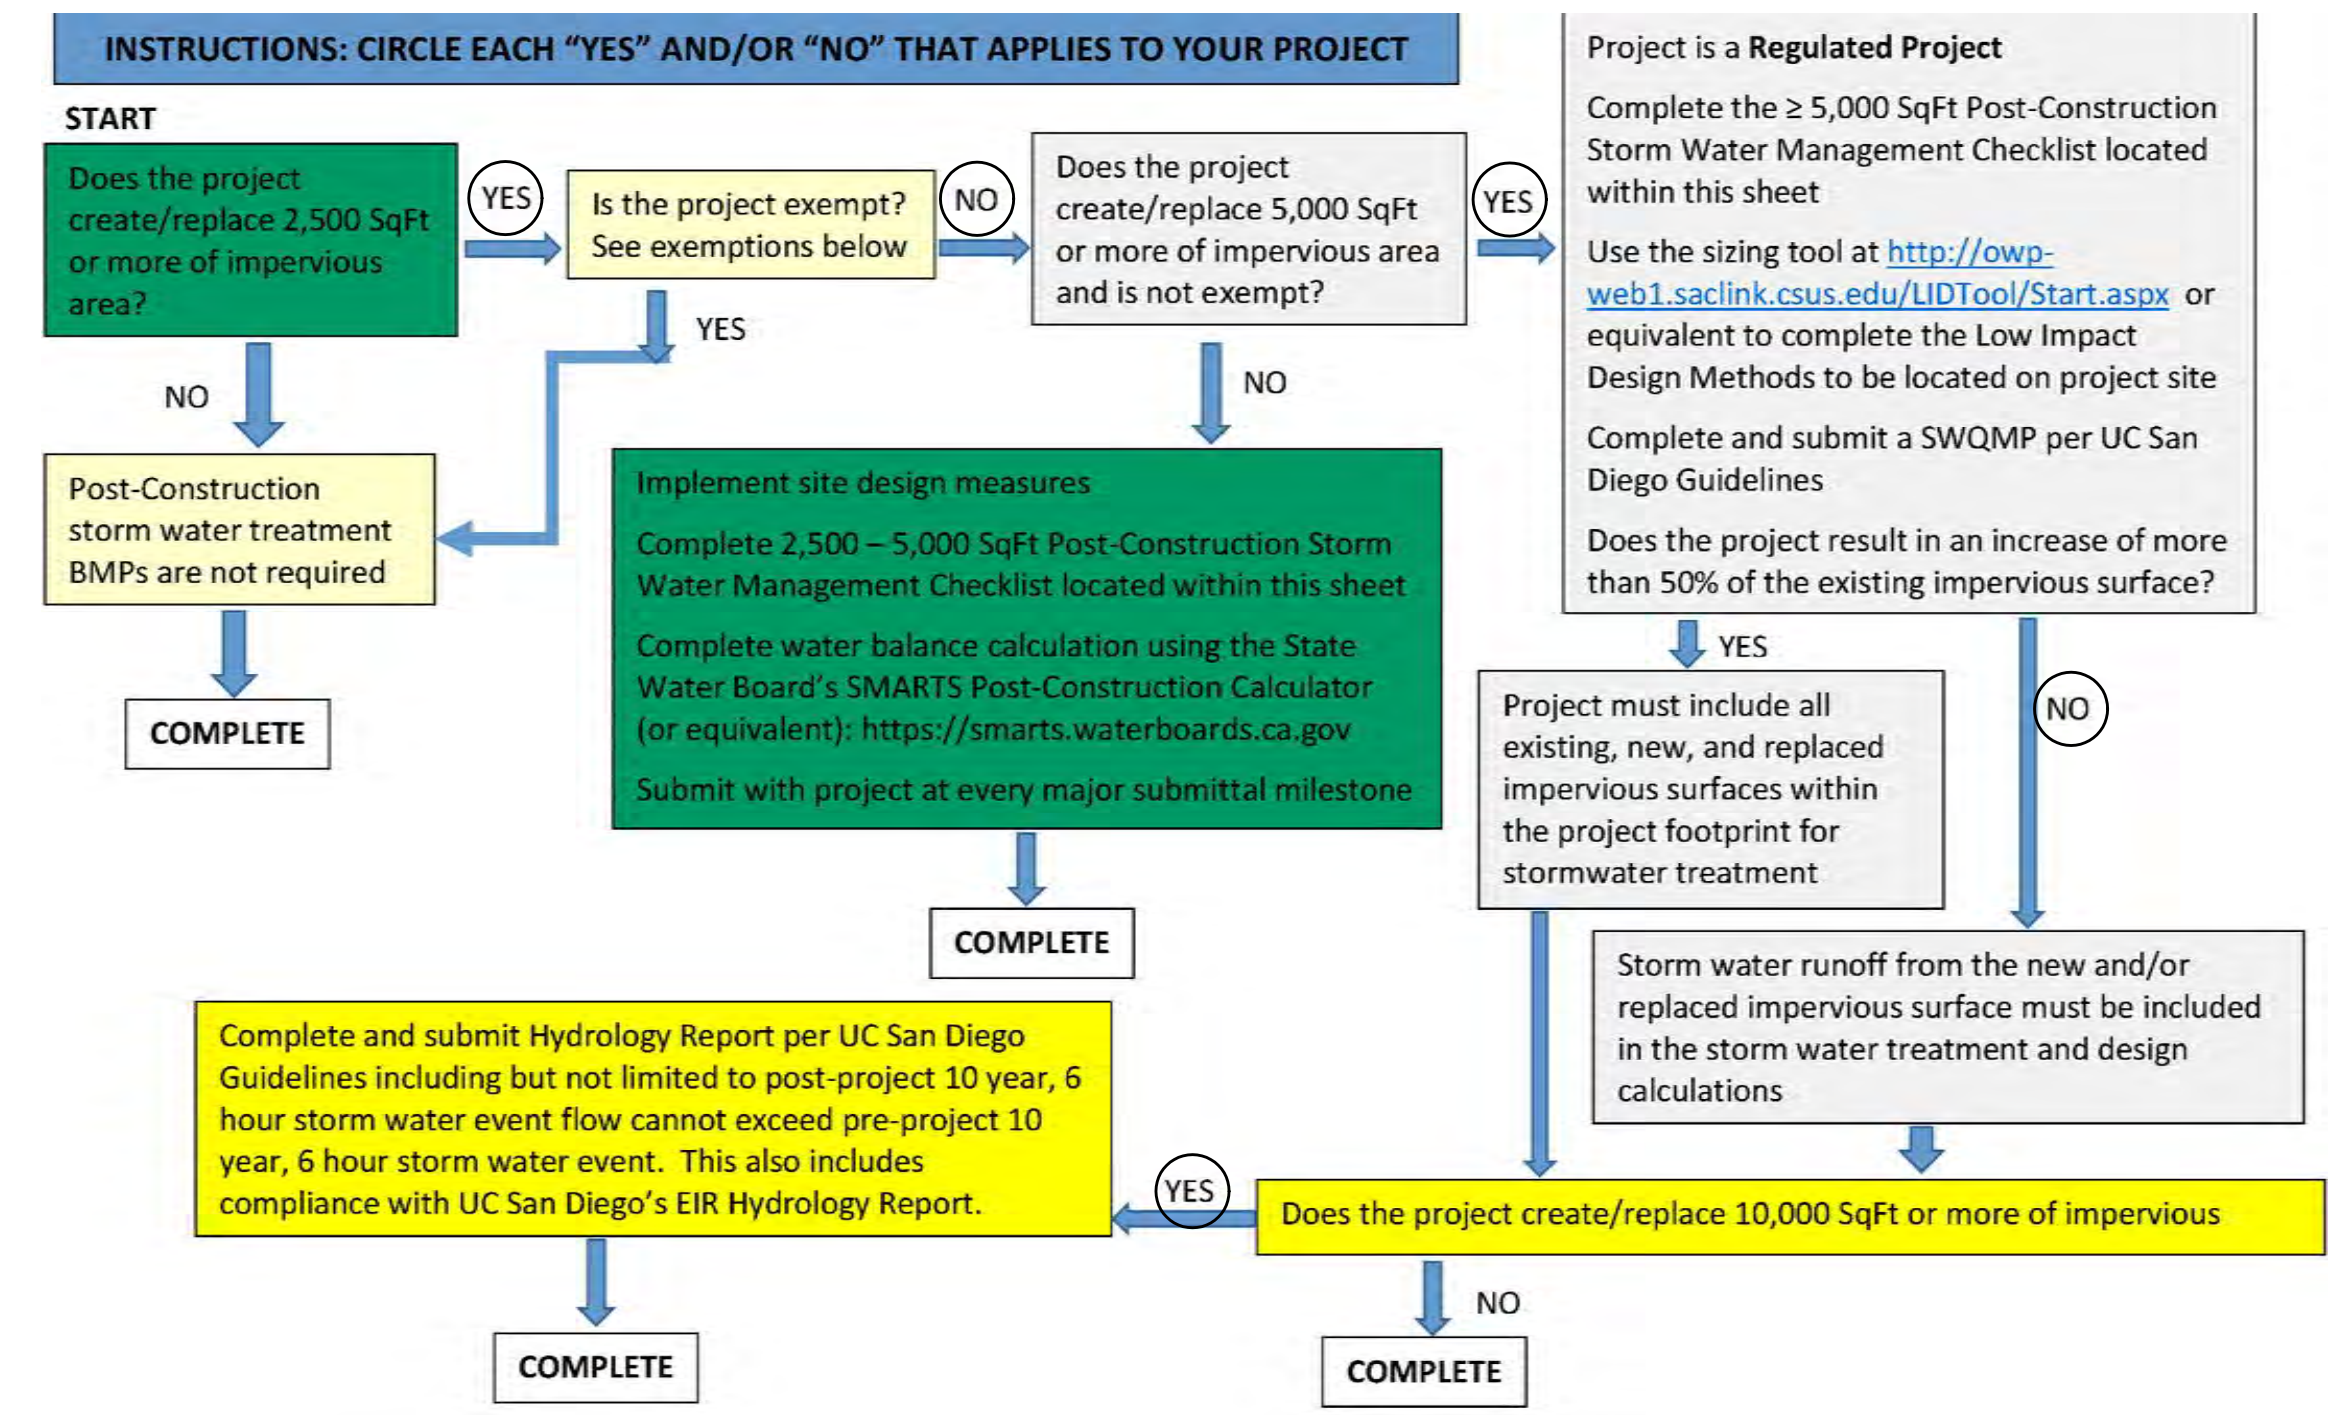 INSTRUCTIONS: CIRCLE EACH “YES” AND/OR “NO” THAT APPLIES TO YOUR PROJECT
START
Does the project
create/replace 2,500 SqFt
or more of impervious
area?
YES
Is the project exempt?
See exemptions below
NO
Does the project
create/replace 5,000 SqFt
or more of impervious area
and is not exempt?
YES
Project is a Regulated Project
Complete the ≥ 5,000 SqFt Post-Construction
Storm Water Management Checklist located
within this sheet
Use the sizing tool at http://owp-
web1.saclink.csus.edu/LIDTool/Start.aspx or
equivalent to complete the Low Impact
Design Methods to be located on project site
Complete and submit a SWQMP per UC San
Diego Guidelines
Does the project result in an increase of more
than 50% of the existing impervious surface?
YES
NO
NO
Post-Construction
storm water treatment
BMPs are not required
COMPLETE
Implement site design measures
Complete 2,500 – 5,000 SqFt Post-Construction Storm
Water Management Checklist located within this sheet
Complete water balance calculation using the State
Water Board’s SMARTS Post-Construction Calculator
(or equivalent): https://smarts.waterboards.ca.gov
Submit with project at every major submittal milestone
COMPLETE
YES
NO
Project must include all
existing, new, and replaced
impervious surfaces within
the project footprint for
stormwater treatment
Storm water runoff from the new and/or
replaced impervious surface must be included
in the storm water treatment and design
calculations
Complete and submit Hydrology Report per UC San Diego
Guidelines including but not limited to post-project 10 year, 6
hour storm water event flow cannot exceed pre-project 10
year, 6 hour storm water event.  This also includes
compliance with UC San Diego’s EIR Hydrology Report.
YES
Does the project create/replace 10,000 SqFt or more of impervious
NO
COMPLETE
COMPLETE